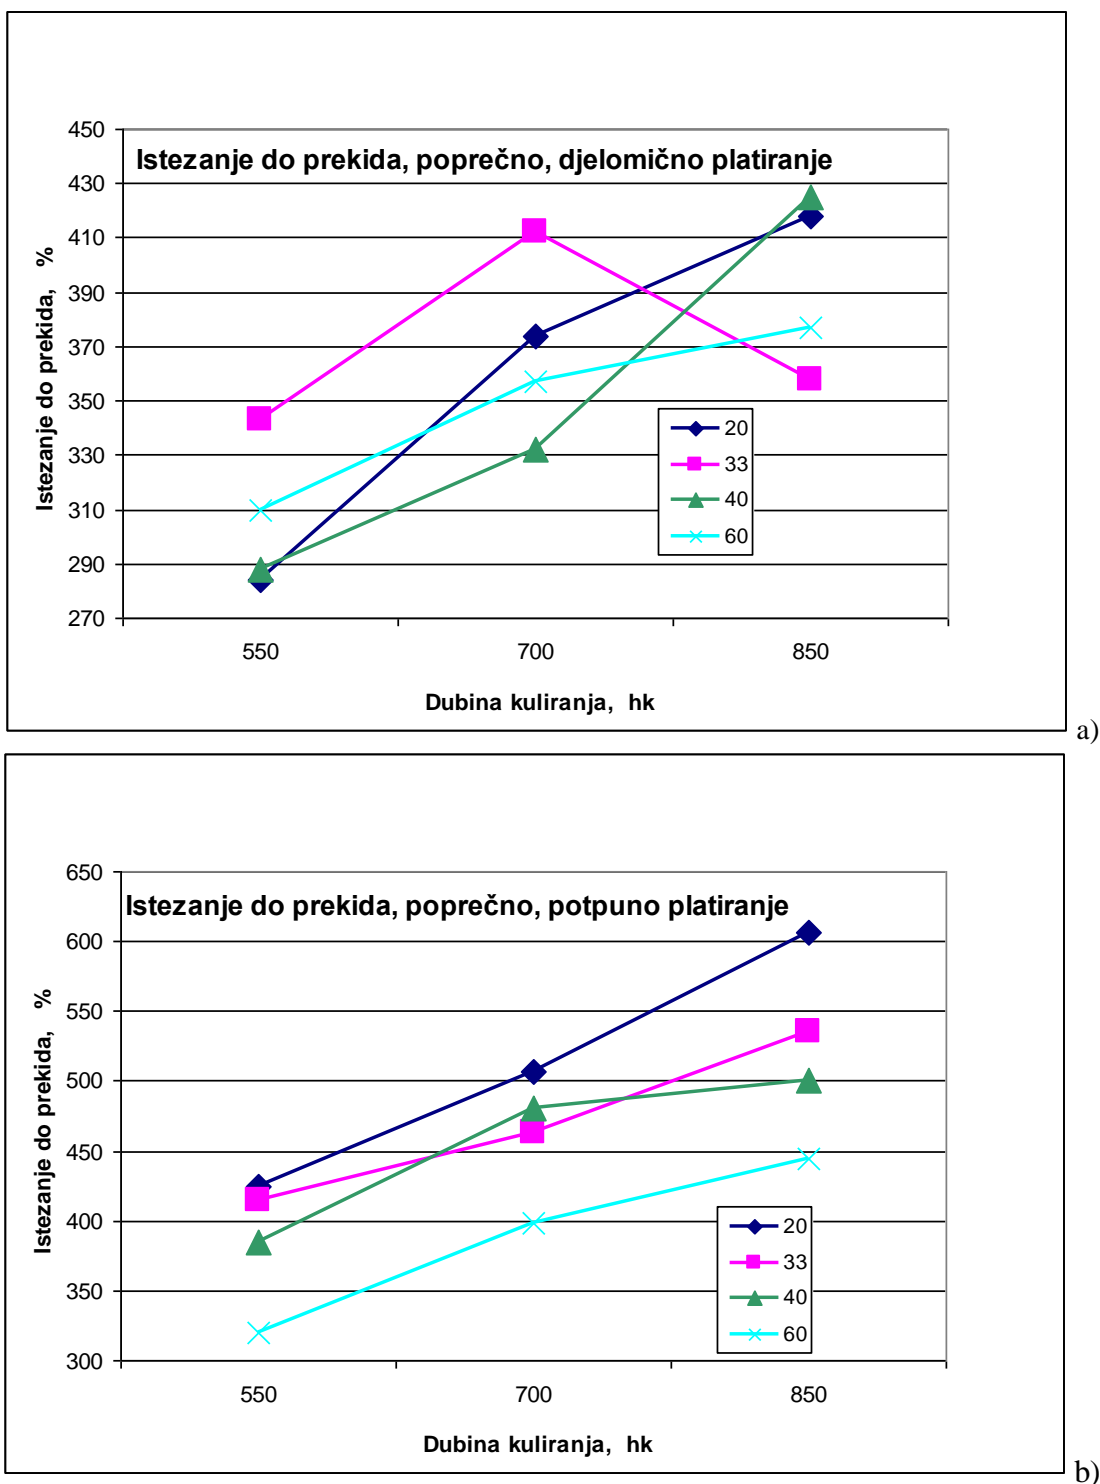 450
Istezanje do prekida, poprečno, djelomično platiranje
430
410
390
370
350
330
310
290
270
Istezanje do prekida, %
20
33
40
60
550 700 850
Dubina kuliranja, hk
a)
650
Istezanje do prekida, poprečno, potpuno platiranje
600
550
500
450
400
350
300
Istezanje do prekida, %
20
33
40
60
550 700 850
Dubina kuliranja, hk
b)